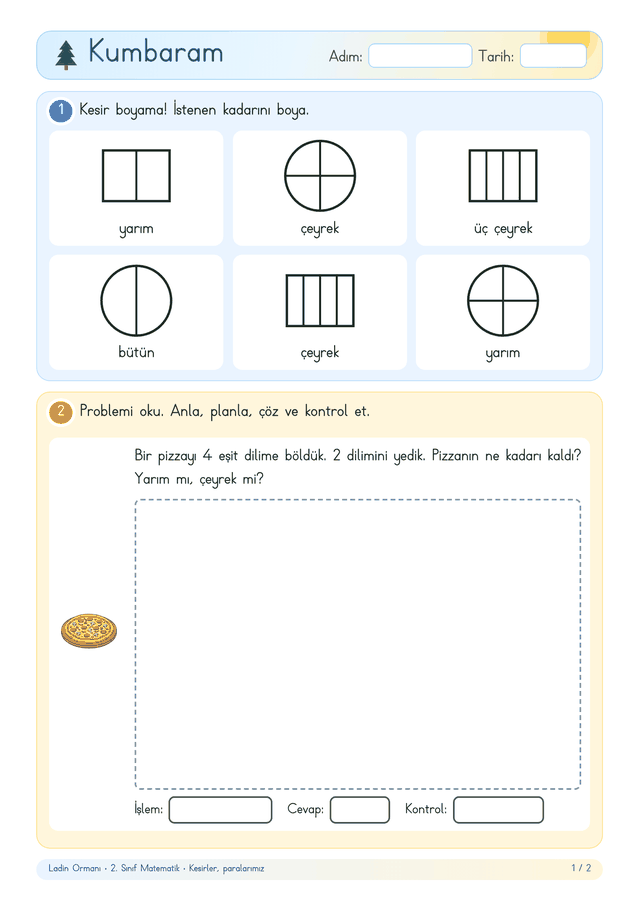 Kumbaram
Adım:
Tarih:
1 Kesir boyama! İstenen kadarını boya.
yarım
çeyrek
üç çeyrek
bütün
çeyrek
yarım
2 Problemi oku. Anla, planla, çöz ve kontrol et.
Bir pizzayı 4 eşit dilime böldük. 2 dilimini yedik. Pizzanın ne kadarı kaldı?
Yarım mı, çeyrek mi?
İşlem:
Cevap:
Kontrol:
Ladin Ormanı • 2. Sınıf Matematik • Kesirler, paralarımız
1 / 2